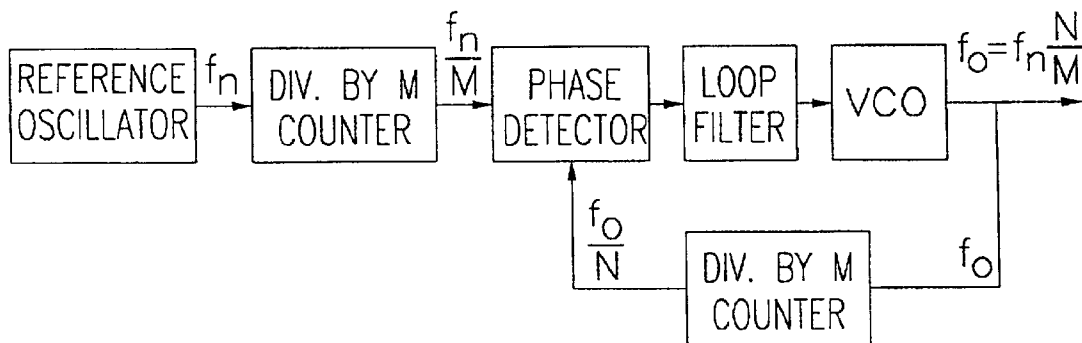 REFERENCE
OSCILLATOR
fn
DIV. BY M
COUNTER
fn
M
PHASE
DETECTOR
LOOP
FILTER
VCO
fo=fn N
M
fo
N
DIV. BY M
COUNTER
fo